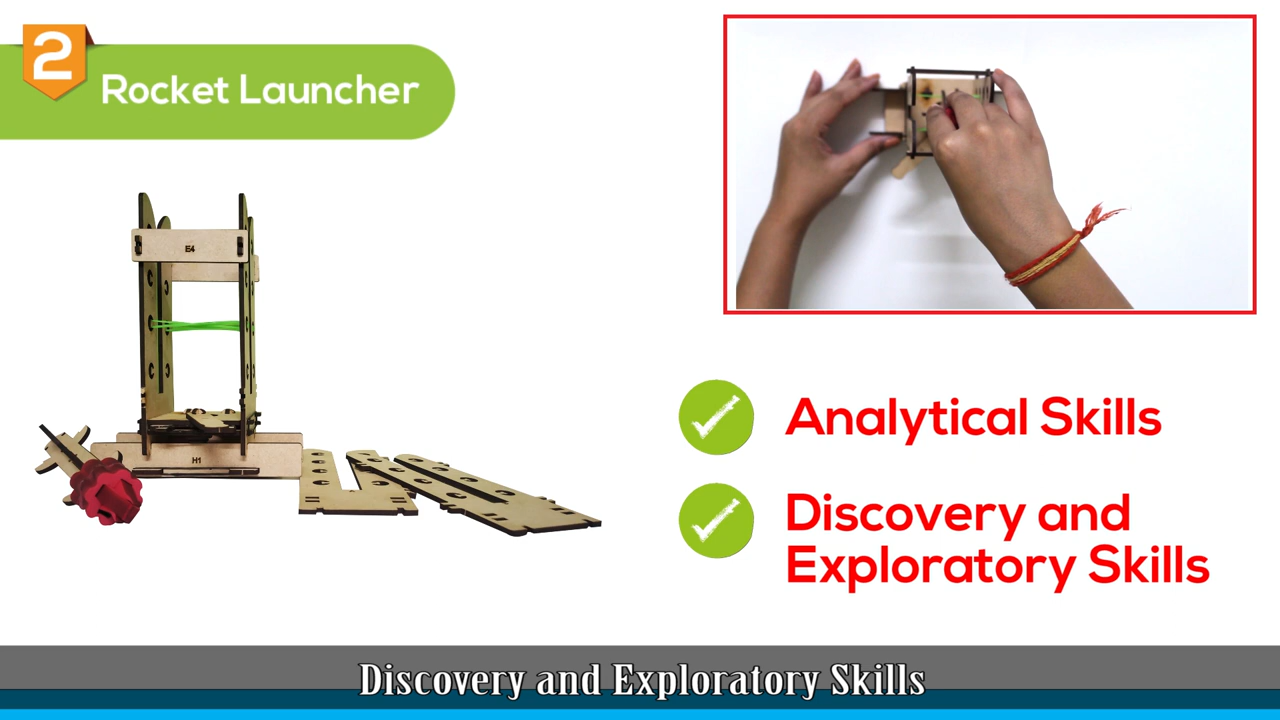 2
Rocket Launcher
E4
H1
Analytical Skills
Discovery and
Exploratory Skills
Discovery and Exploratory Skills